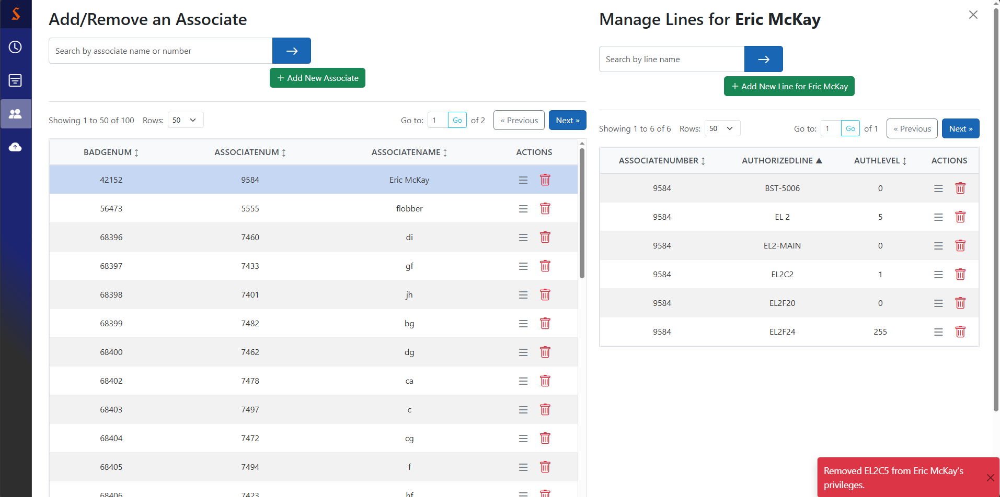 Add/Remove an Associate
Search by associate name or number
+ Add New Associate
Showing 1 to 50 of 100 Rows: 50 Go to: 1 Go of 2 « Previous Next »
BADGENUM ↕ ASSOCIATENUM ↕ ASSOCIATENAME ↕ ACTIONS
42152 9584 Eric McKay
56473 5555 flobber
68396 7460 di
68397 7433 gf
68398 7401 jh
68399 7482 bg
68400 7462 dg
68402 7478 ca
68403 7497 c
68404 7472 cg
68405 7494 f
68406 7423 hf
Manage Lines for Eric McKay
Search by line name
+ Add New Line for Eric McKay
Showing 1 to 6 of 6 Rows: 50 Go to: 1 Go of 1 « Previous Next »
ASSOCIATENUMBER ↕ AUTHORIZEDLINE ▲ AUTHLEVEL ↕ ACTIONS
9584 BST-5006 0
9584 EL 2 5
9584 EL2-MAIN 0
9584 EL2C2 1
9584 EL2F20 0
9584 EL2F24 255
Removed EL2C5 from Eric McKay's
privileges.